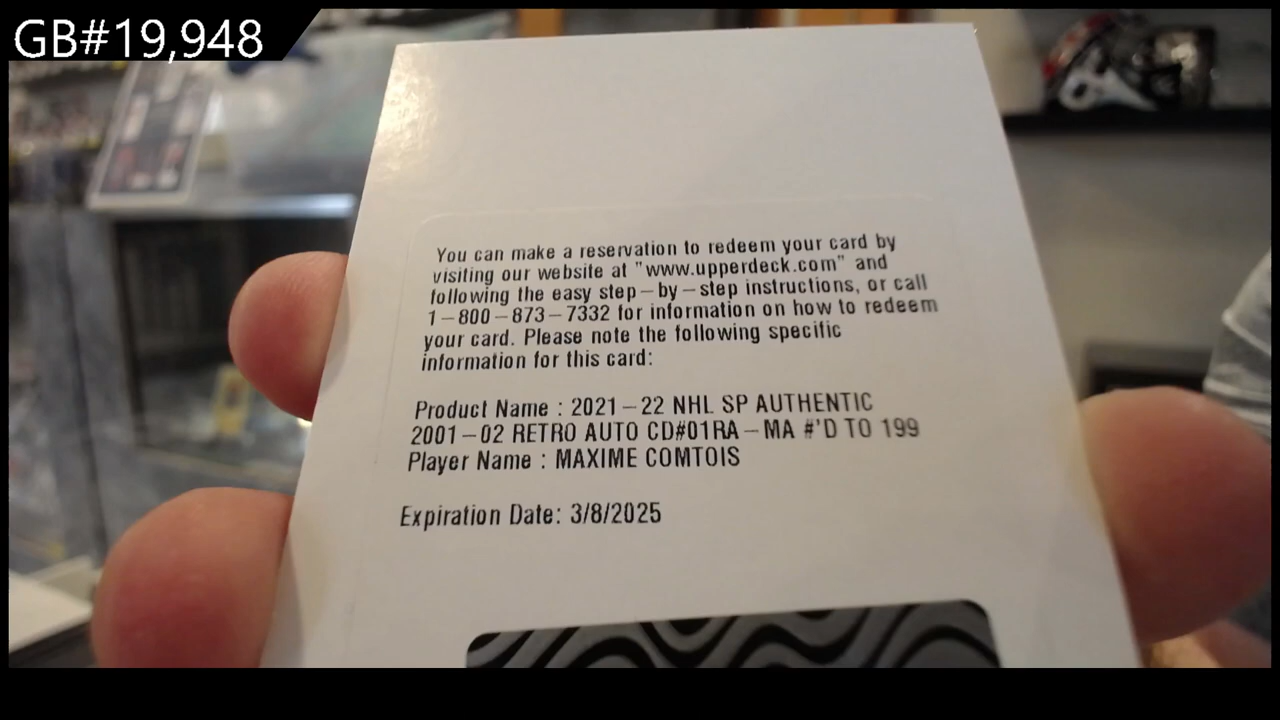 GB#19,948
You can make a reservation to redeem your card by
visiting our website at "www.upperdeck.com" and
following the easy step-by-step instructions, or call
1-800-873-7332 for information on how to redeem
your card. Please note the following specific
information for this card:
Product Name : 2021-22 NHL SP AUTHENTIC
2001-02 RETRO AUTO CD#01RA-MA #'D TO 199
Player Name : MAXIME COMTOIS
Expiration Date: 3/8/2025